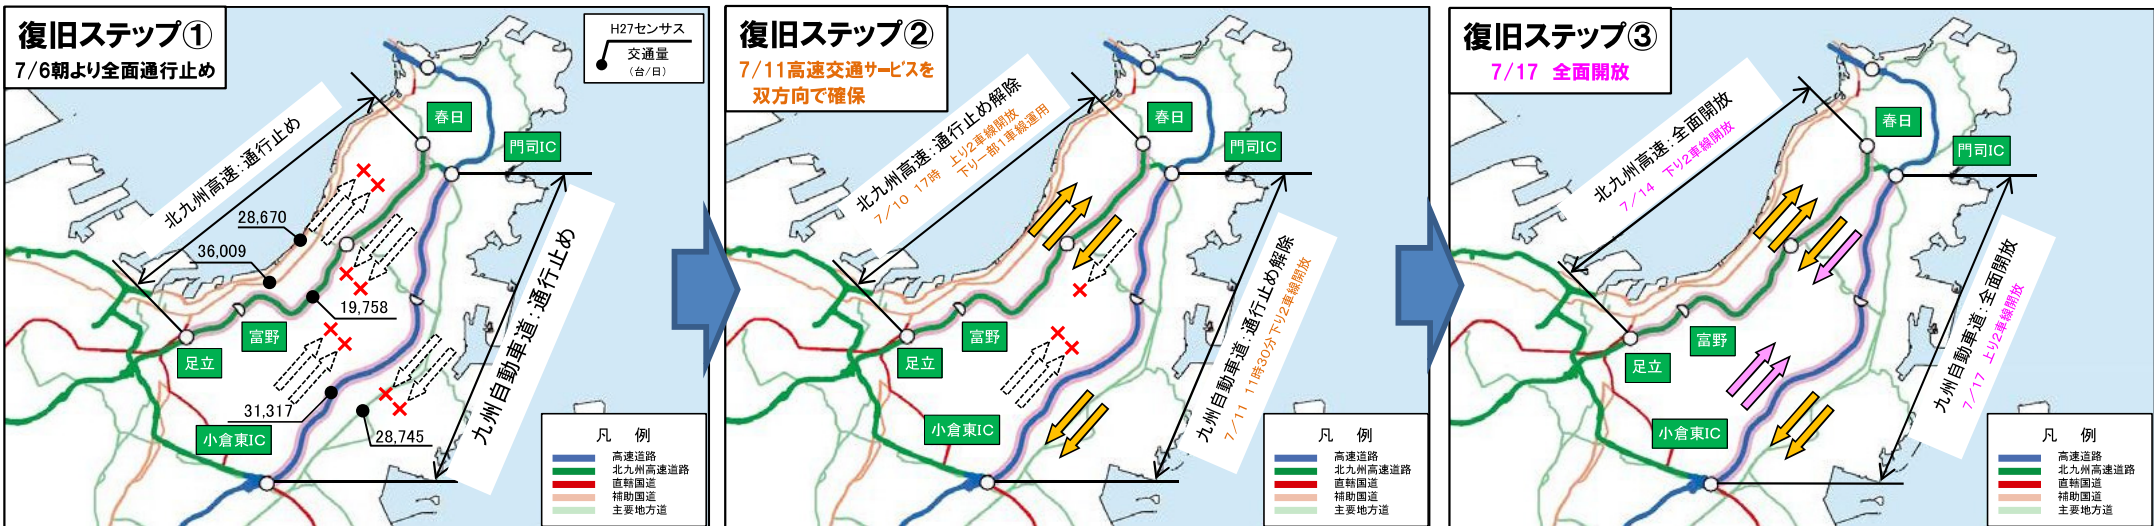 復旧ステップ①
7/6朝より全面通行止め
H27センサス
交通量
(台/日)
春日
門司IC
北九州高速:通行止め
28,670
36,009
19,758
富野
足立
31,317
28,745
小倉東IC
九州自動車道:通行止め
凡 例
高速道路
北九州高速道路
直轄国道
補助国道
主要地方道
復旧ステップ②
7/11高速交通サービスを
双方向で確保
北九州高速:通行止め解除
7/10 17時 上り2車線開放
下り一部1車線運用
春日
門司IC
富野
足立
小倉東IC
九州自動車道:通行止め解除
7/11 11時30分下り2車線開放
凡 例
高速道路
北九州高速道路
直轄国道
補助国道
主要地方道
復旧ステップ③
7/17 全面開放
北九州高速:全面開放
7/14 下り2車線開放
春日
門司IC
富野
足立
小倉東IC
九州自動車道:全面開放
7/17 上り2車線開放
凡 例
高速道路
北九州高速道路
直轄国道
補助国道
主要地方道